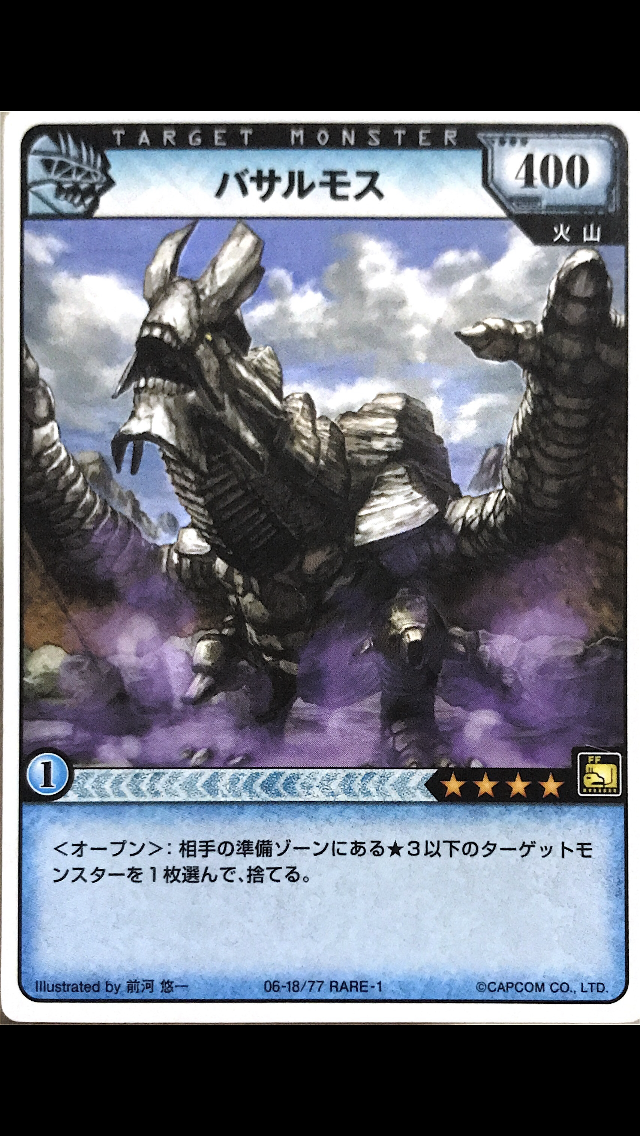 TARGET MONSTER
バサルモス
400
火山
1
★★★★
FF
<オープン>：相手の準備ゾーンにある★３以下のターゲットモ
ンスターを１枚選んで、捨てる。
Illustrated by 前河 悠一
06-18/77 RARE-1
©CAPCOM CO., LTD.